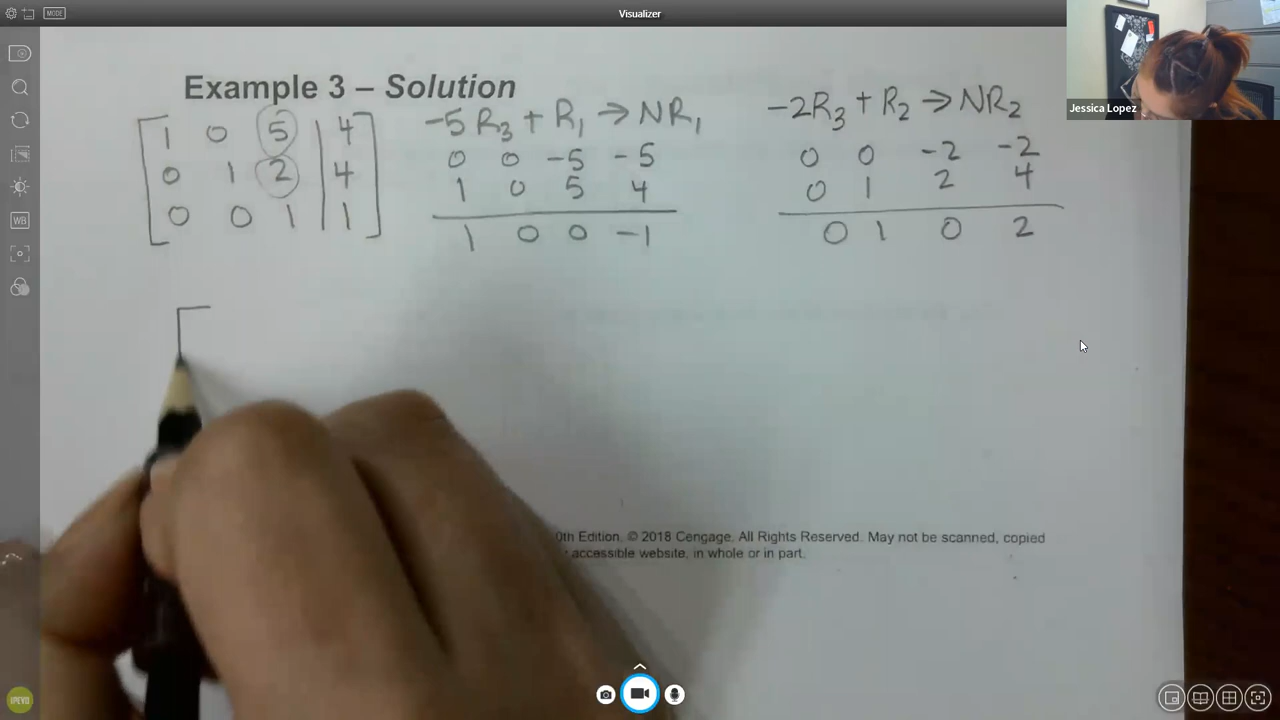 MODE
Visualizer
Jessica Lopez
WB
Example 3 – Solution
1 0 5 | 4
0 1 2 | 4
0 0 1 | 1
-5R₃ + R₁ → NR₁
0 0 -5 -5
1 0 5 4
1 0 0 -1
-2R₃ + R₂ → NR₂
0 0 -2 -2
0 1 2 4
0 1 0 2
0th Edition. © 2018 Cengage. All Rights Reserved. May not be scanned, copied
accessible website, in whole or in part.
IPEVO